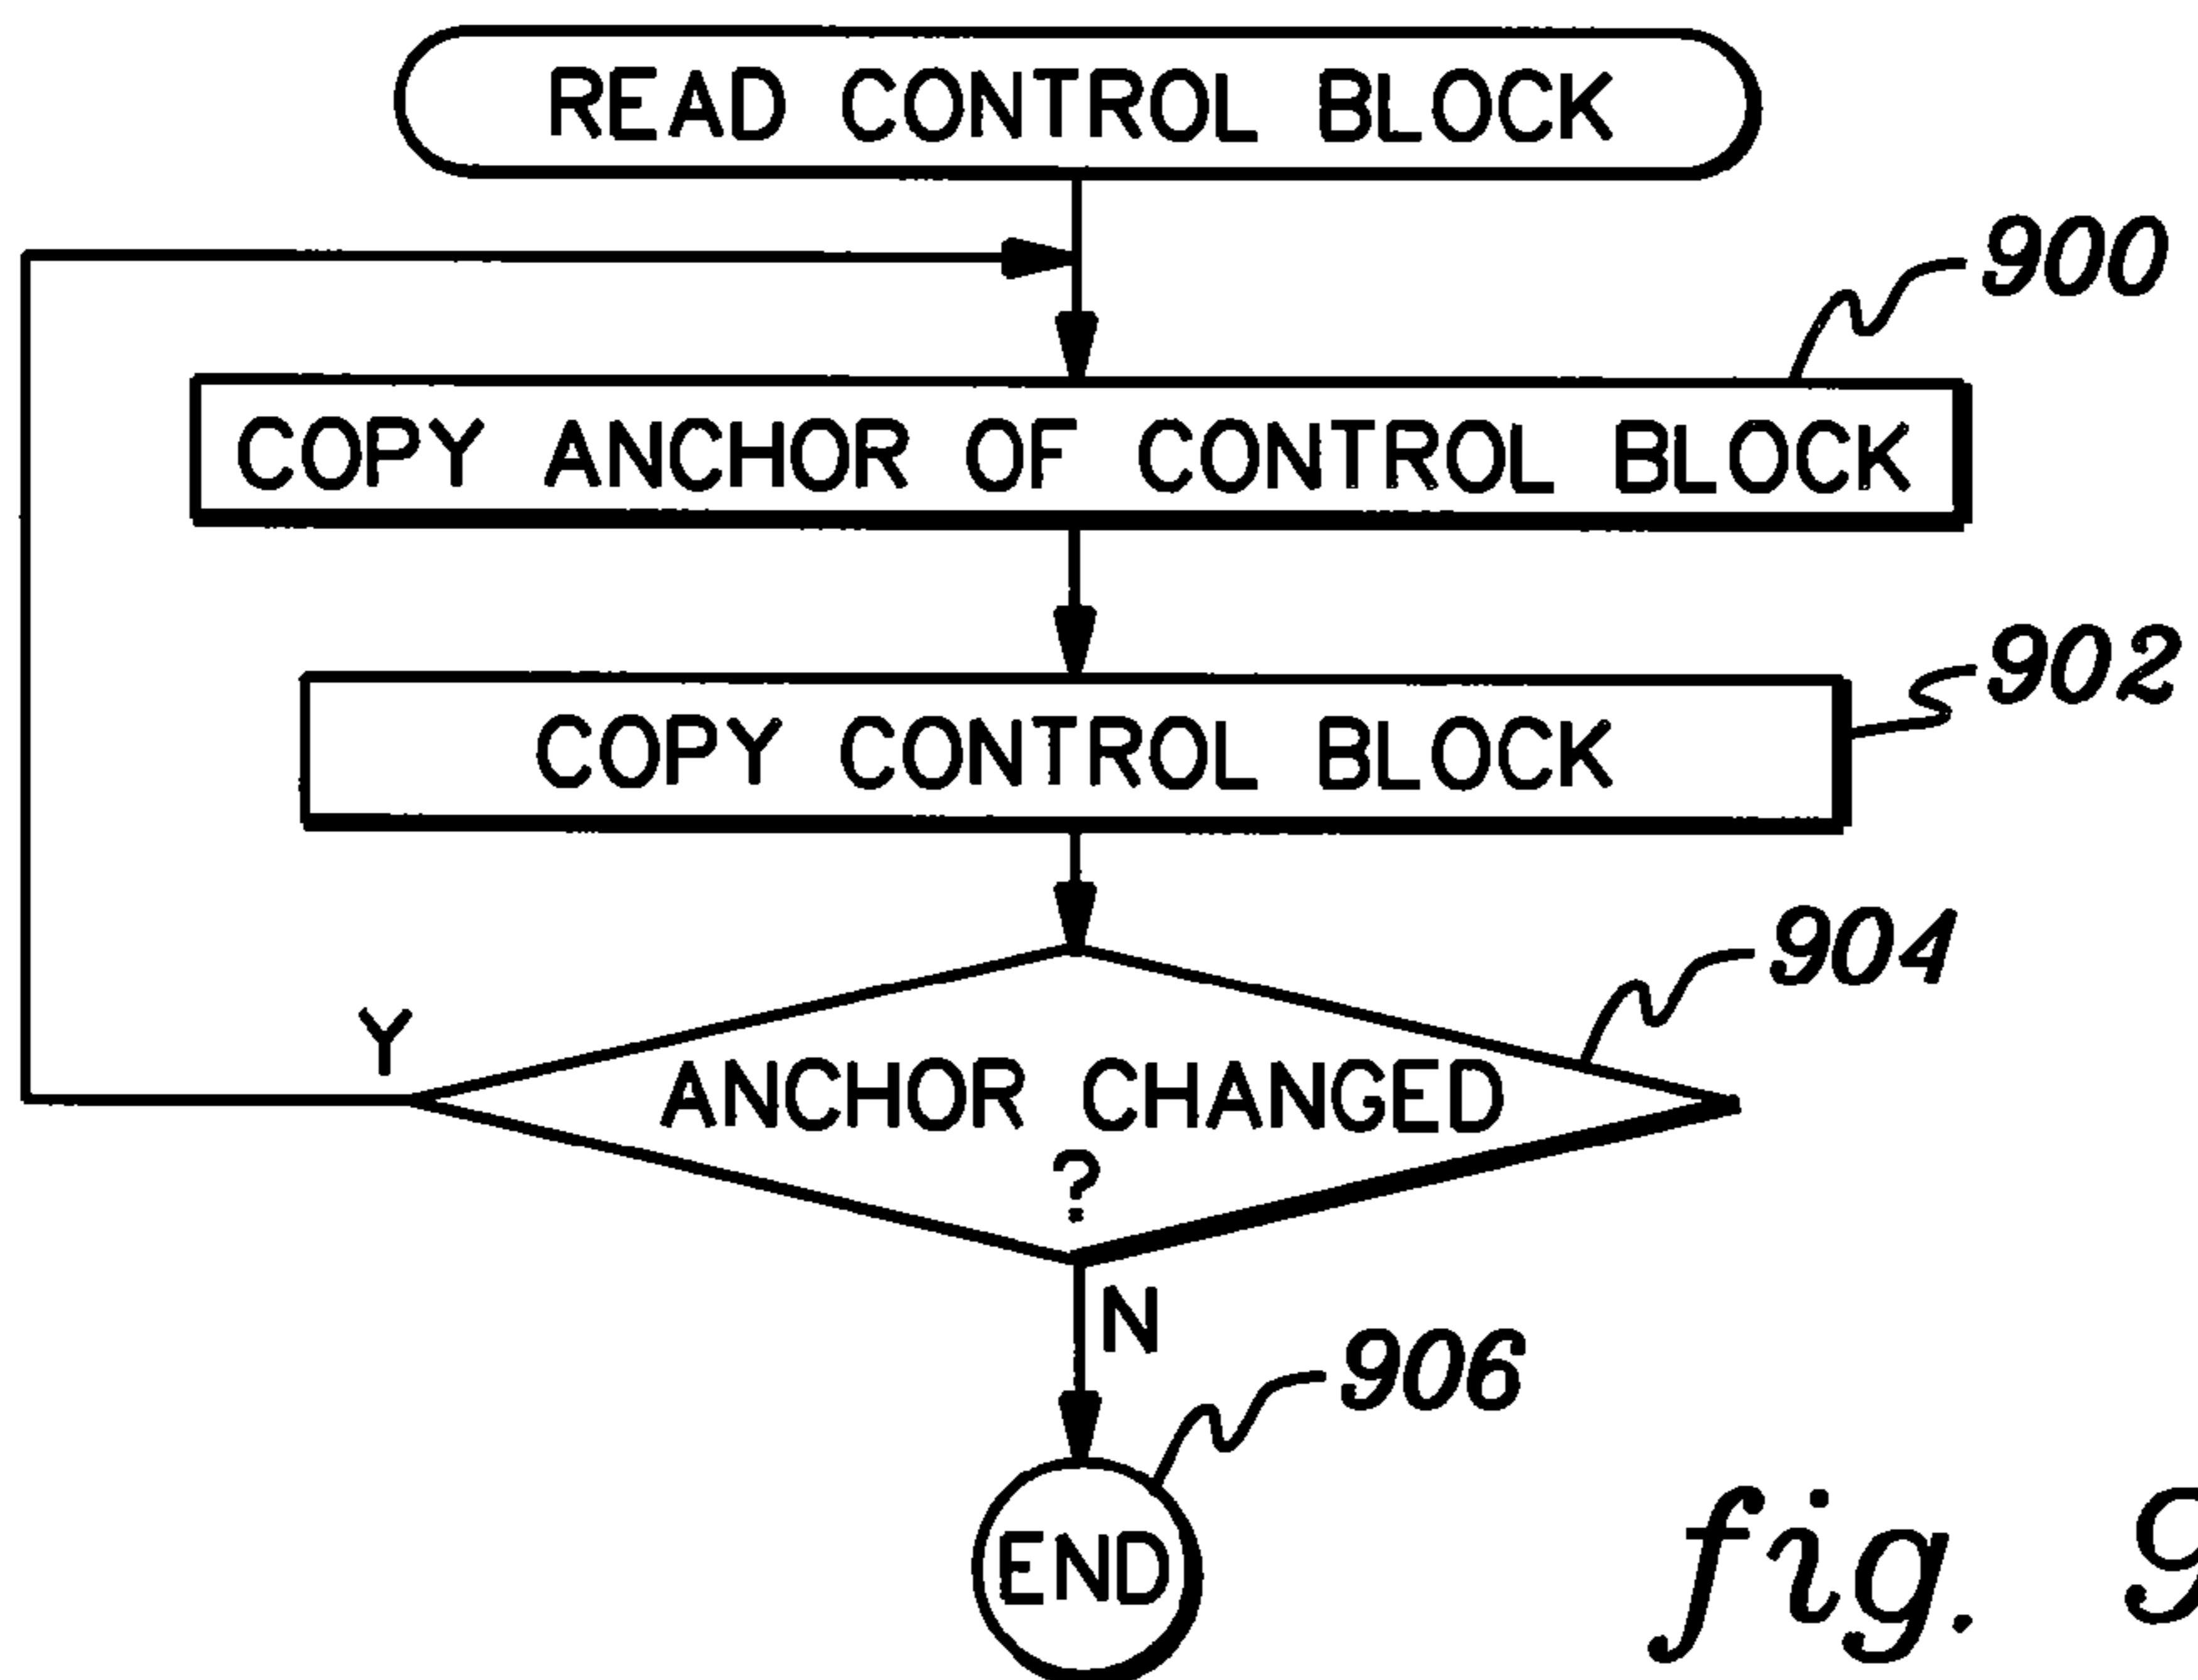 READ CONTROL BLOCK
900
COPY ANCHOR OF CONTROL BLOCK
902
COPY CONTROL BLOCK
904
Y
ANCHOR CHANGED
?
N
906
END
fig. 9